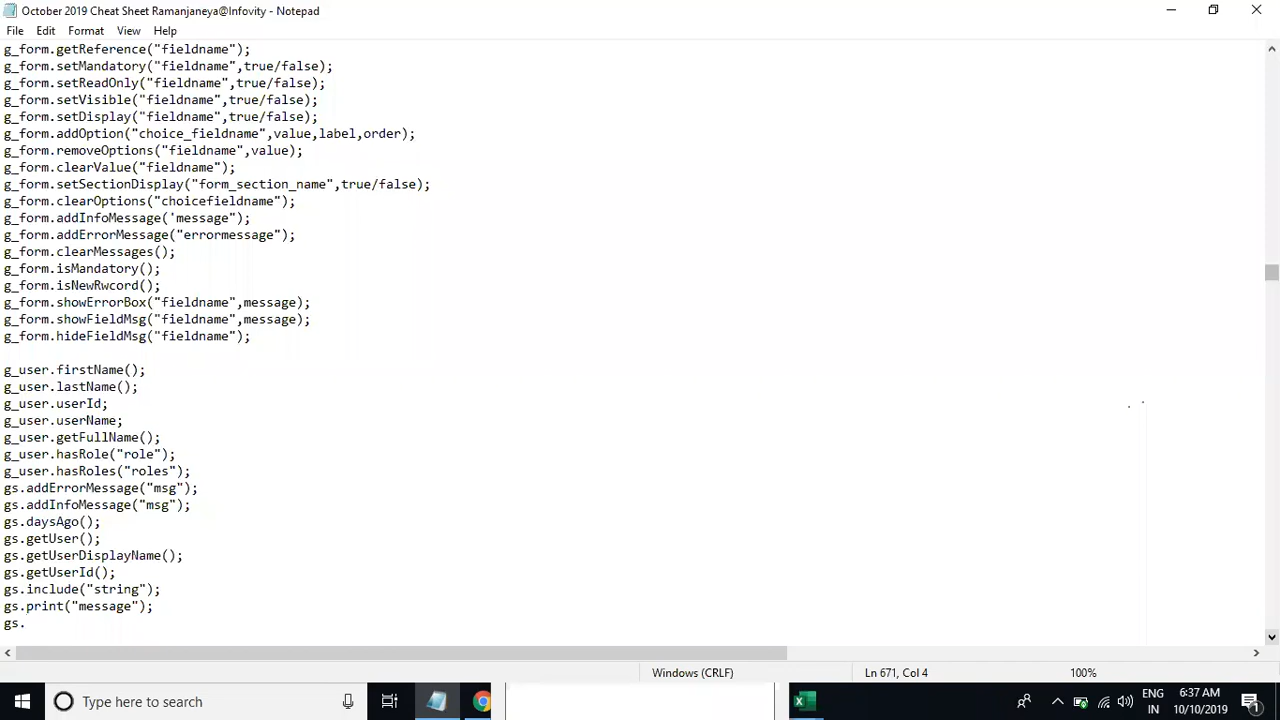 October 2019 Cheat Sheet Ramanjaneya@Infovity - Notepad
File Edit Format View Help
g_form.getReference("fieldname");
g_form.setMandatory("fieldname",true/false);
g_form.setReadOnly("fieldname",true/false);
g_form.setVisible("fieldname",true/false);
g_form.setDisplay("fieldname",true/false);
g_form.addOption("choice_fieldname",value,label,order);
g_form.removeOptions("fieldname",value);
g_form.clearValue("fieldname");
g_form.setSectionDisplay("form_section_name",true/false);
g_form.clearOptions("choicefieldname");
g_form.addInfoMessage('message");
g_form.addErrorMessage("errormessage");
g_form.clearMessages();
g_form.isMandatory();
g_form.isNewRwcord();
g_form.showErrorBox("fieldname",message);
g_form.showFieldMsg("fieldname",message);
g_form.hideFieldMsg("fieldname");
g_user.firstName();
g_user.lastName();
g_user.userId;
g_user.userName;
g_user.getFullName();
g_user.hasRole("role");
g_user.hasRoles("roles");
gs.addErrorMessage("msg");
gs.addInfoMessage("msg");
gs.daysAgo();
gs.getUser();
gs.getUserDisplayName();
gs.getUserId();
gs.include("string");
gs.print("message");
gs.
Windows (CRLF) Ln 671, Col 4 100%
Type here to search
ENG
IN
6:37 AM
10/10/2019
1